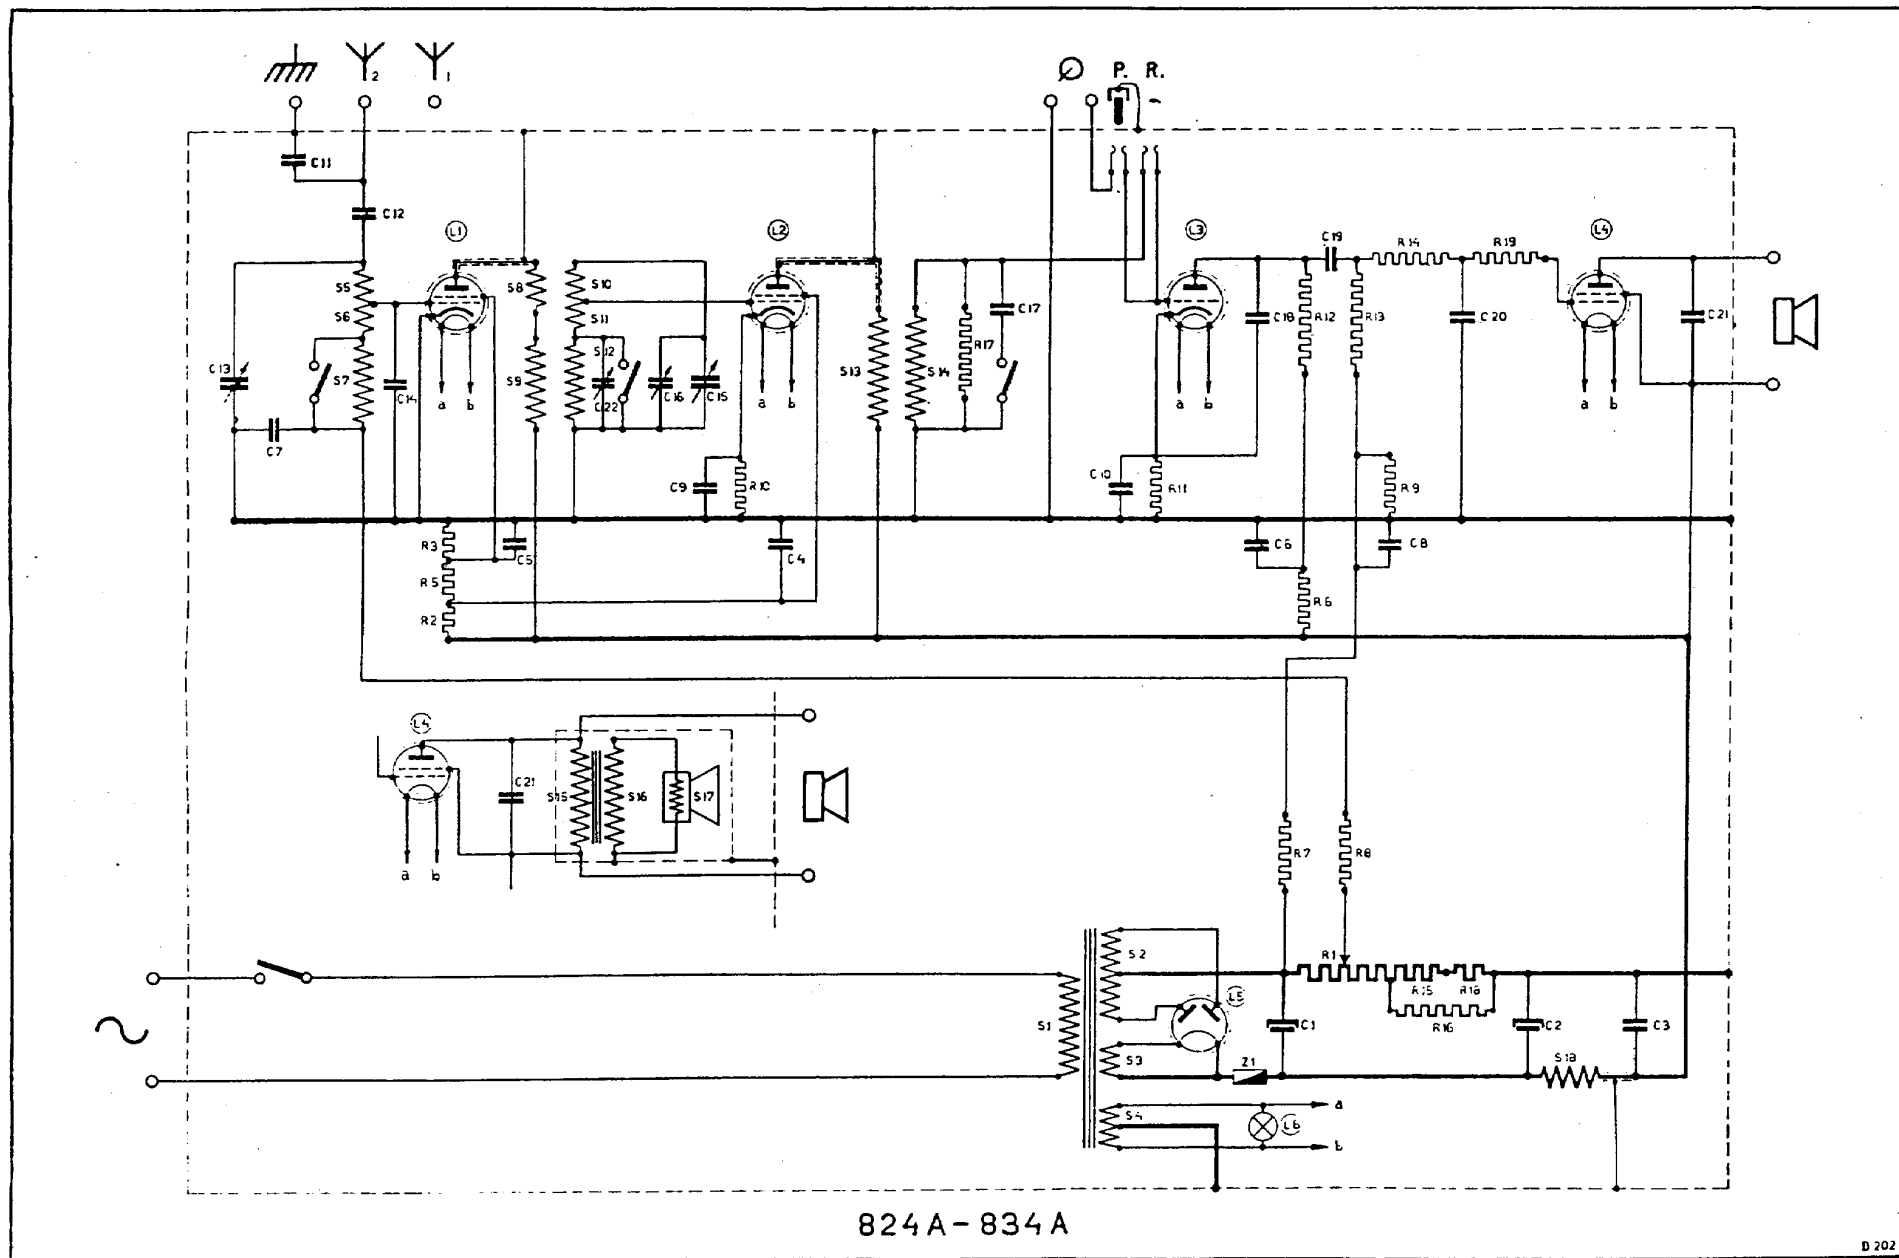 2 1
P. R.
C11
C12
L1
L2
L3
C19
R14
R19
L4
S5
S6
S8
S10
S11
C13
S7
C14
a b
S9
S12
C22
C16
C15
a b
S13
S14
R17
C17
C18
R12
R13
C20
C21
a b
a b
C7
C9
R10
C10
R11
R9
R3
C5
C4
C6
C8
R5
R2
R6
L4
C21
S15
S16
S17
a b
R7
R8
S2
R1
L5
R15
R18
R16
S1
C1
C2
C3
S3
Z1
S18
S4
L6
a
b
824A-834A
D 202